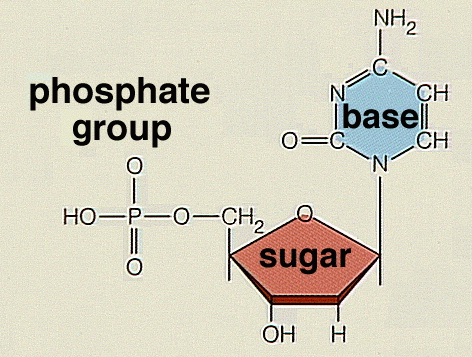 NH2
C
N
CH
phosphate
group
base
O=C
CH
N
O
HO—P—O—CH2
O
O
sugar
OH
H